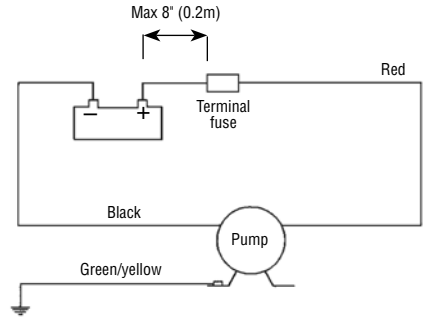 Max 8" (0.2m)
Red
Terminal
fuse
– +
Black
Pump
Green/yellow